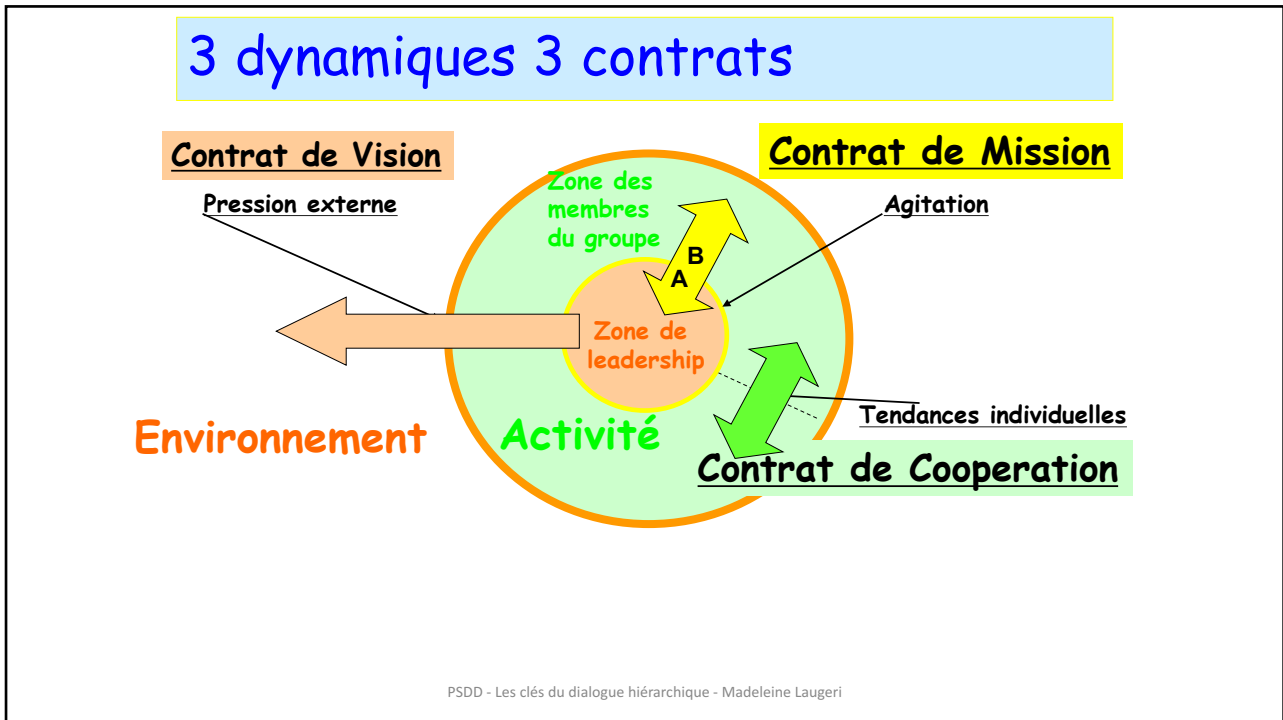 3 dynamiques 3 contrats
Contrat de Vision
Pression externe
Contrat de Mission
Agitation
Zone des
membres
du groupe
B
A
Zone de
leadership
Environnement
Activité
Tendances individuelles
Contrat de Cooperation
PSDD - Les clés du dialogue hiérarchique - Madeleine Laugeri